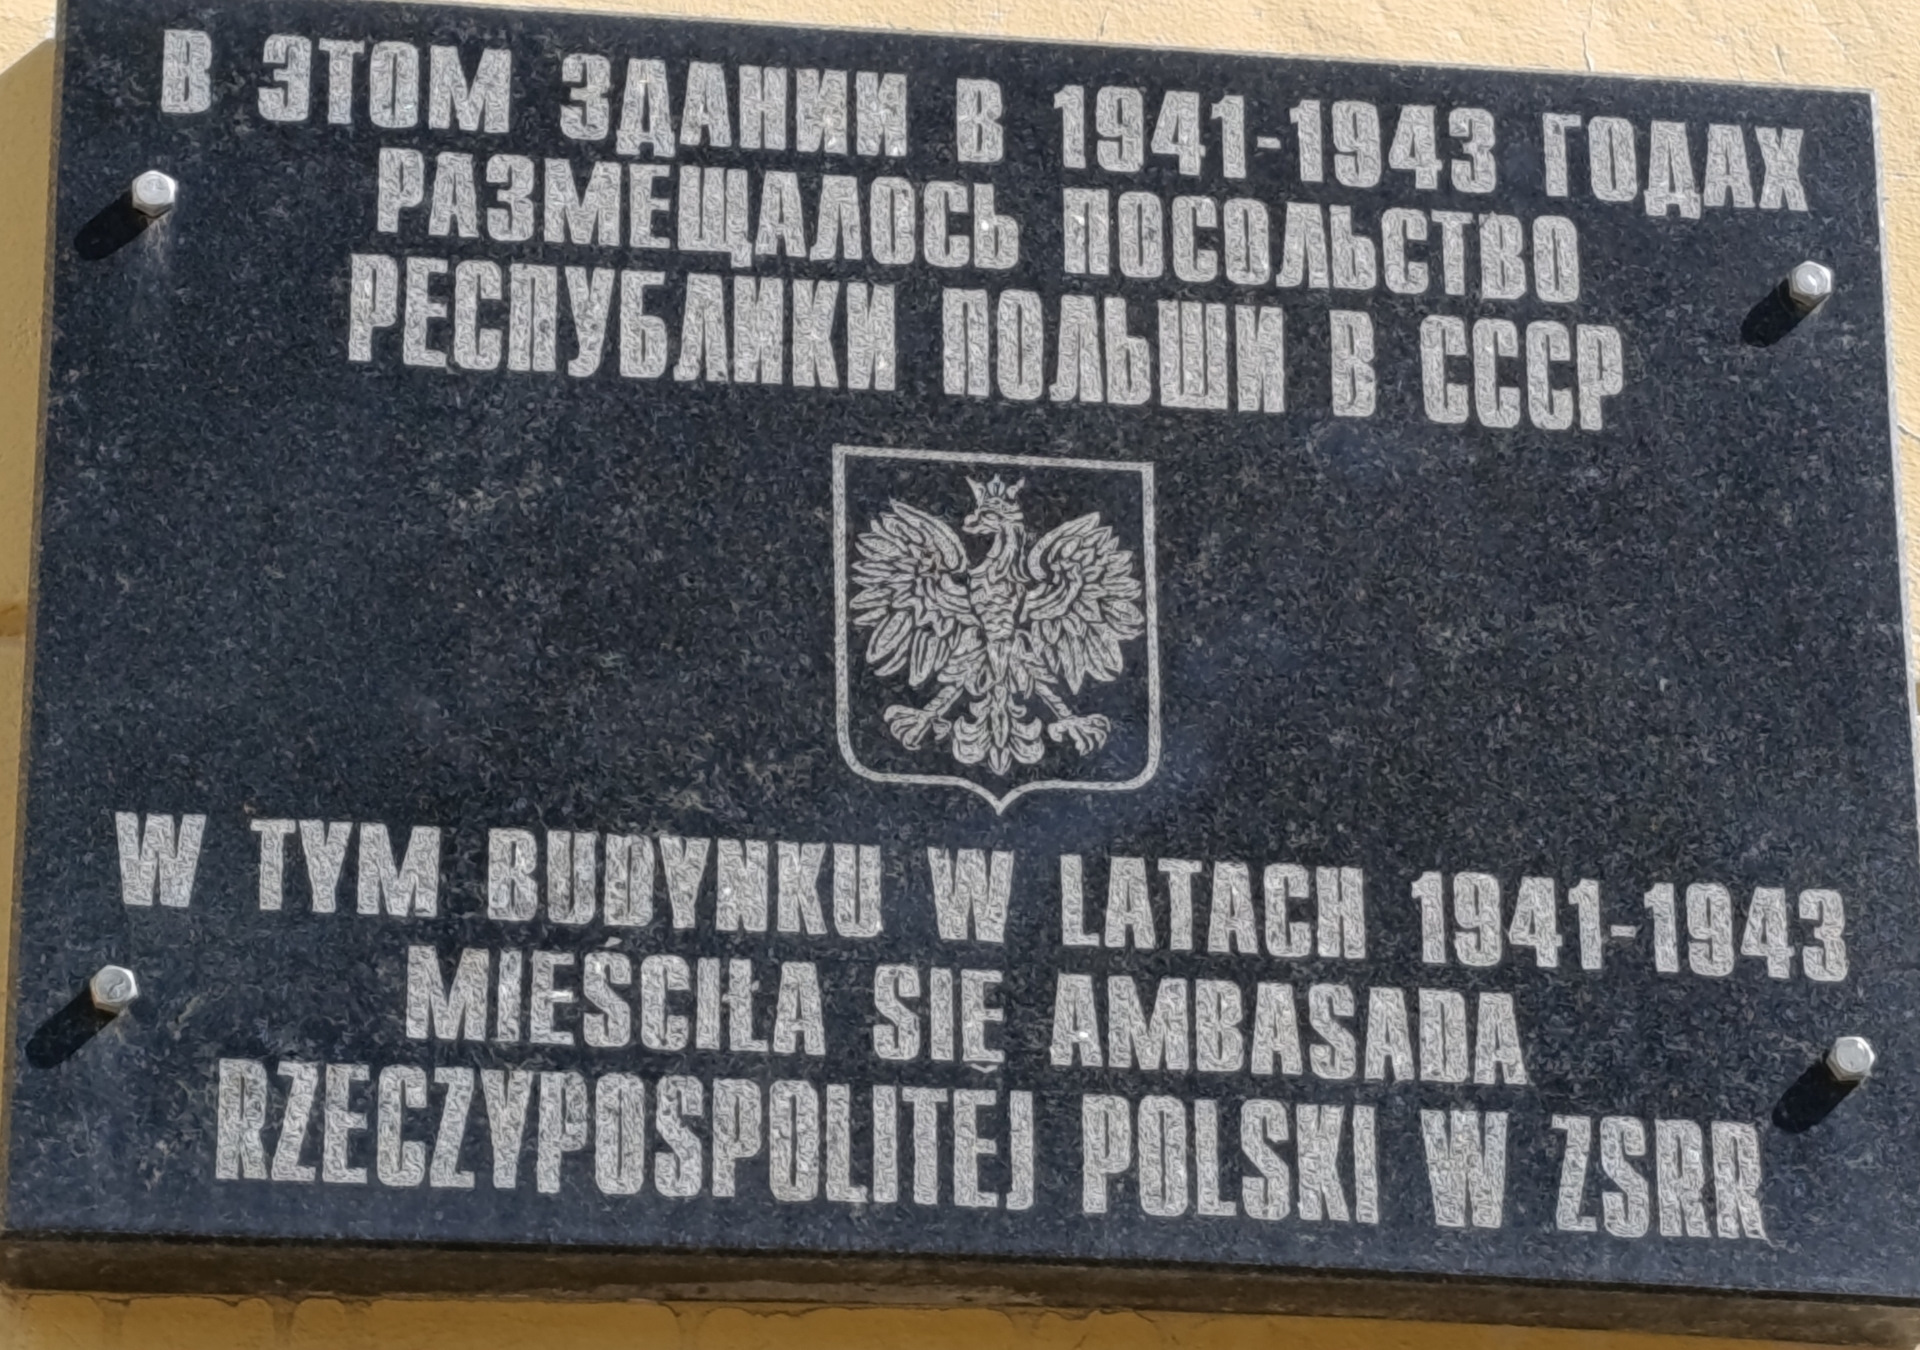 В ЭТОМ ЗДАНИИ В 1941-1943 ГОДАХ
РАЗМЕЩАЛОСЬ ПОСОЛЬСТВО
РЕСПУБЛИКИ ПОЛЬШИ В СССР
W TYM BUDYNKU W LATACH 1941-1943
MIEŚCIŁA SIĘ AMBASADA
RZECZYPOSPOLITEJ POLSKI W ZSRR